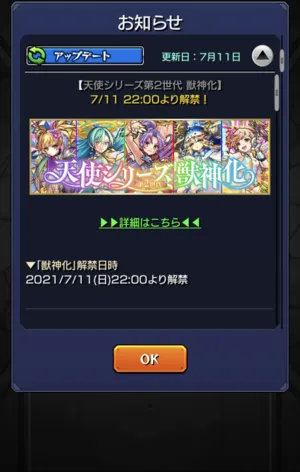 お知らせ
アップデート
更新日：7月11日
【天使シリーズ第2世代 獣神化】
7/11 22:00より解禁！
天使シリーズ獣神化
▶▶詳細はこちら◀◀
▼「獣神化」解禁日時
2021/7/11(日)22:00より解禁
OK